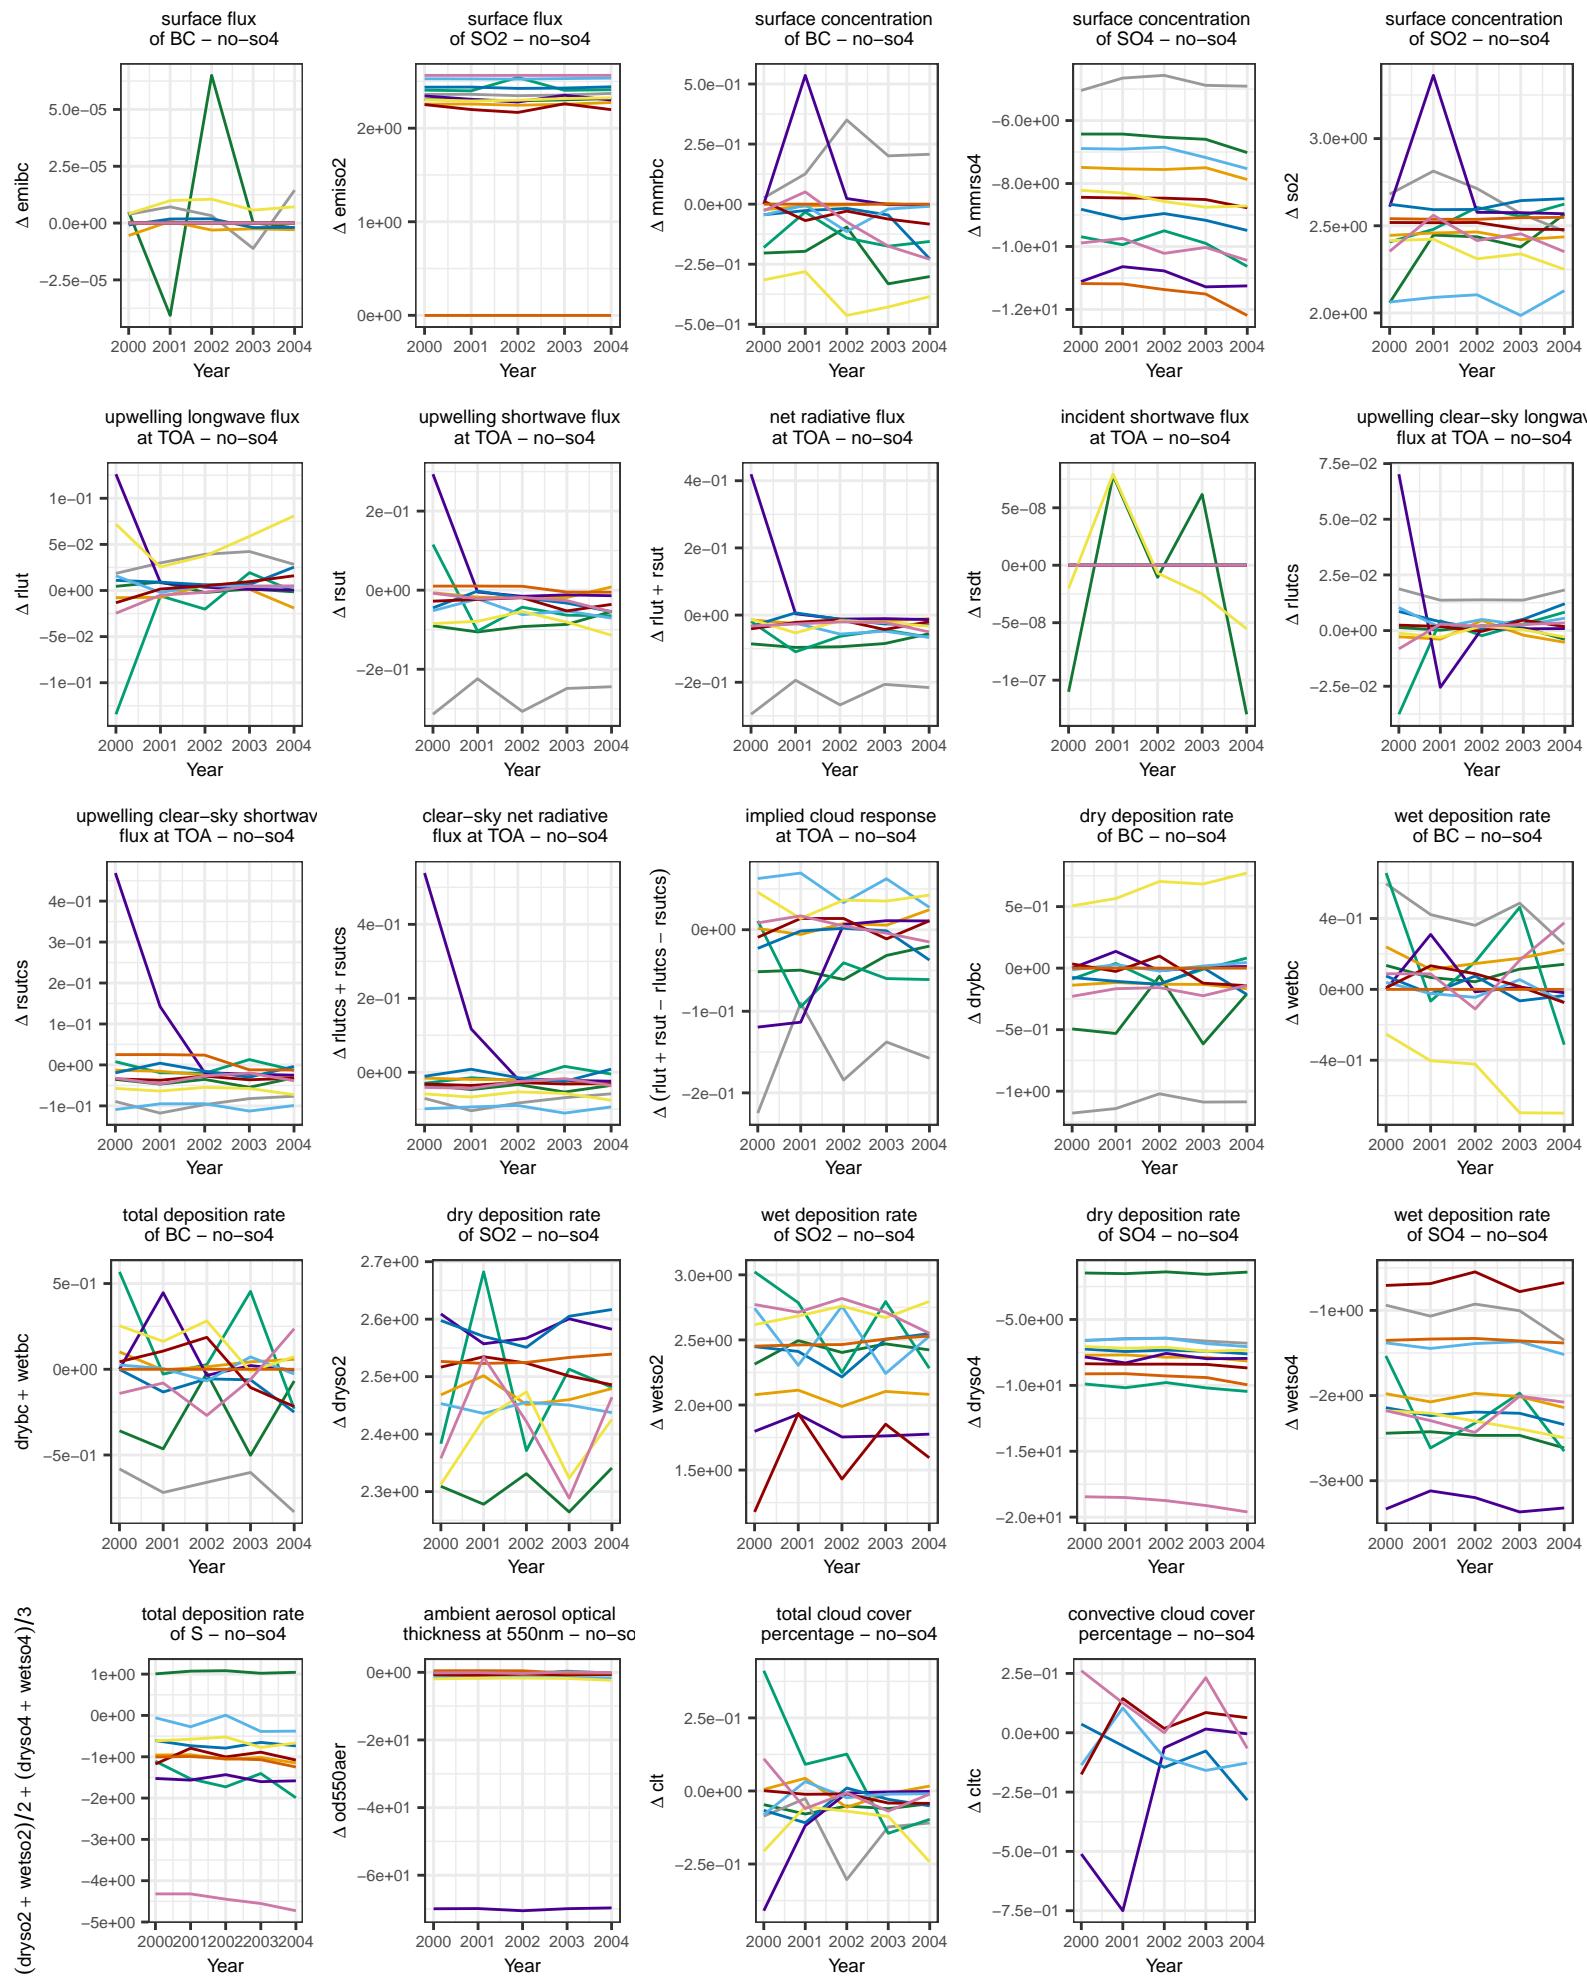 surface flux
of BC − no−so4
surface flux
of SO2 − no−so4
surface concentration
of BC − no−so4
surface concentration
of SO4 − no−so4
surface concentration
of SO2 − no−so4
Δ emibc
5.0e−05
2.5e−05
0.0e+00
−2.5e−05
2000 2001 2002 2003 2004
Year
Δ emiso2
2e+00
1e+00
0e+00
2000 2001 2002 2003 2004
Year
Δ mmrbc
5.0e−01
2.5e−01
0.0e+00
−2.5e−01
−5.0e−01
2000 2001 2002 2003 2004
Year
Δ mmrso4
−6.0e+00
−8.0e+00
−1.0e+01
−1.2e+01
2000 2001 2002 2003 2004
Year
Δ so2
3.0e+00
2.5e+00
2.0e+00
2000 2001 2002 2003 2004
Year
upwelling longwave flux
at TOA − no−so4
upwelling shortwave flux
at TOA − no−so4
net radiative flux
at TOA − no−so4
incident shortwave flux
at TOA − no−so4
upwelling clear−sky longwav
flux at TOA − no−so4
Δ rlut
1e−01
5e−02
0e+00
−5e−02
−1e−01
2000 2001 2002 2003 2004
Year
Δ rsut
2e−01
0e+00
−2e−01
2000 2001 2002 2003 2004
Year
Δ rlut + rsut
4e−01
2e−01
0e+00
−2e−01
2000 2001 2002 2003 2004
Year
Δ rsdt
5e−08
0e+00
−5e−08
−1e−07
2000 2001 2002 2003 2004
Year
Δ rlutcs
7.5e−02
5.0e−02
2.5e−02
0.0e+00
−2.5e−02
2000 2001 2002 2003 2004
Year
upwelling clear−sky shortwav
flux at TOA − no−so4
clear−sky net radiative
flux at TOA − no−so4
implied cloud response
at TOA − no−so4
dry deposition rate
of BC − no−so4
wet deposition rate
of BC − no−so4
Δ rsutcs
4e−01
3e−01
2e−01
1e−01
0e+00
−1e−01
2000 2001 2002 2003 2004
Year
Δ rlutcs + rsutcs
4e−01
2e−01
0e+00
2000 2001 2002 2003 2004
Year
Δ (rlut + rsut − rlutcs − rsutcs)
0e+00
−1e−01
−2e−01
2000 2001 2002 2003 2004
Year
Δ drybc
5e−01
0e+00
−5e−01
−1e+00
2000 2001 2002 2003 2004
Year
Δ wetbc
4e−01
0e+00
−4e−01
2000 2001 2002 2003 2004
Year
total deposition rate
of BC − no−so4
dry deposition rate
of SO2 − no−so4
wet deposition rate
of SO2 − no−so4
dry deposition rate
of SO4 − no−so4
wet deposition rate
of SO4 − no−so4
drybc + wetbc
5e−01
0e+00
−5e−01
2000 2001 2002 2003 2004
Year
Δ dryso2
2.7e+00
2.6e+00
2.5e+00
2.4e+00
2.3e+00
2000 2001 2002 2003 2004
Year
Δ wetso2
3.0e+00
2.5e+00
2.0e+00
1.5e+00
2000 2001 2002 2003 2004
Year
Δ dryso4
−5.0e+00
−1.0e+01
−1.5e+01
−2.0e+01
2000 2001 2002 2003 2004
Year
Δ wetso4
−1e+00
−2e+00
−3e+00
2000 2001 2002 2003 2004
Year
total deposition rate
of S − no−so4
ambient aerosol optical
thickness at 550nm − no−so
total cloud cover
percentage − no−so4
convective cloud cover
percentage − no−so4
(dryso2 + wetso2)/2 + (dryso4 + wetso4)/3
1e+00
0e+00
−1e+00
−2e+00
−3e+00
−4e+00
−5e+00
2000 2001 2002 2003 2004
Year
Δ od550aer
0e+00
−2e+01
−4e+01
−6e+01
2000 2001 2002 2003 2004
Year
Δ clt
2.5e−01
0.0e+00
−2.5e−01
2000 2001 2002 2003 2004
Year
Δ cltc
2.5e−01
0.0e+00
−2.5e−01
−5.0e−01
−7.5e−01
2000 2001 2002 2003 2004
Year